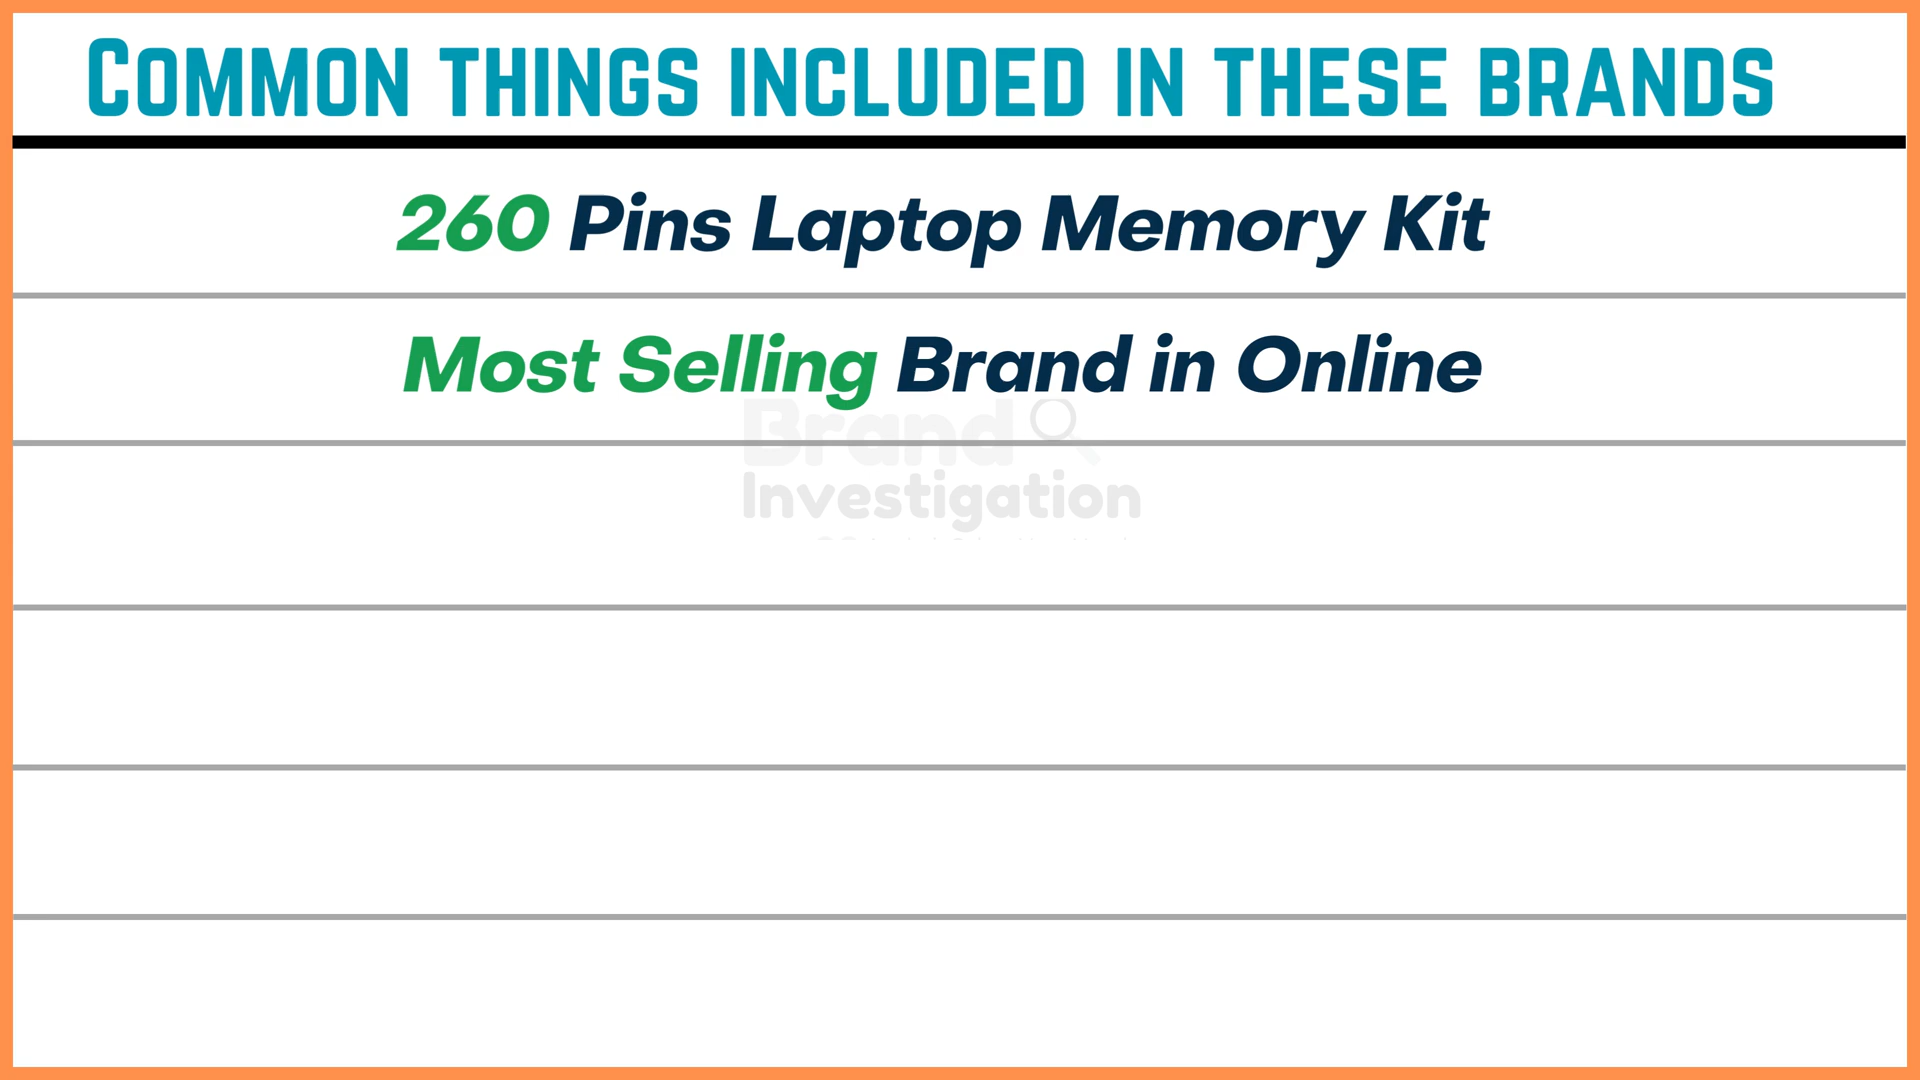 Common things included in these brands
260 Pins Laptop Memory Kit
Most Selling Brand in Online
Brand
Investigation